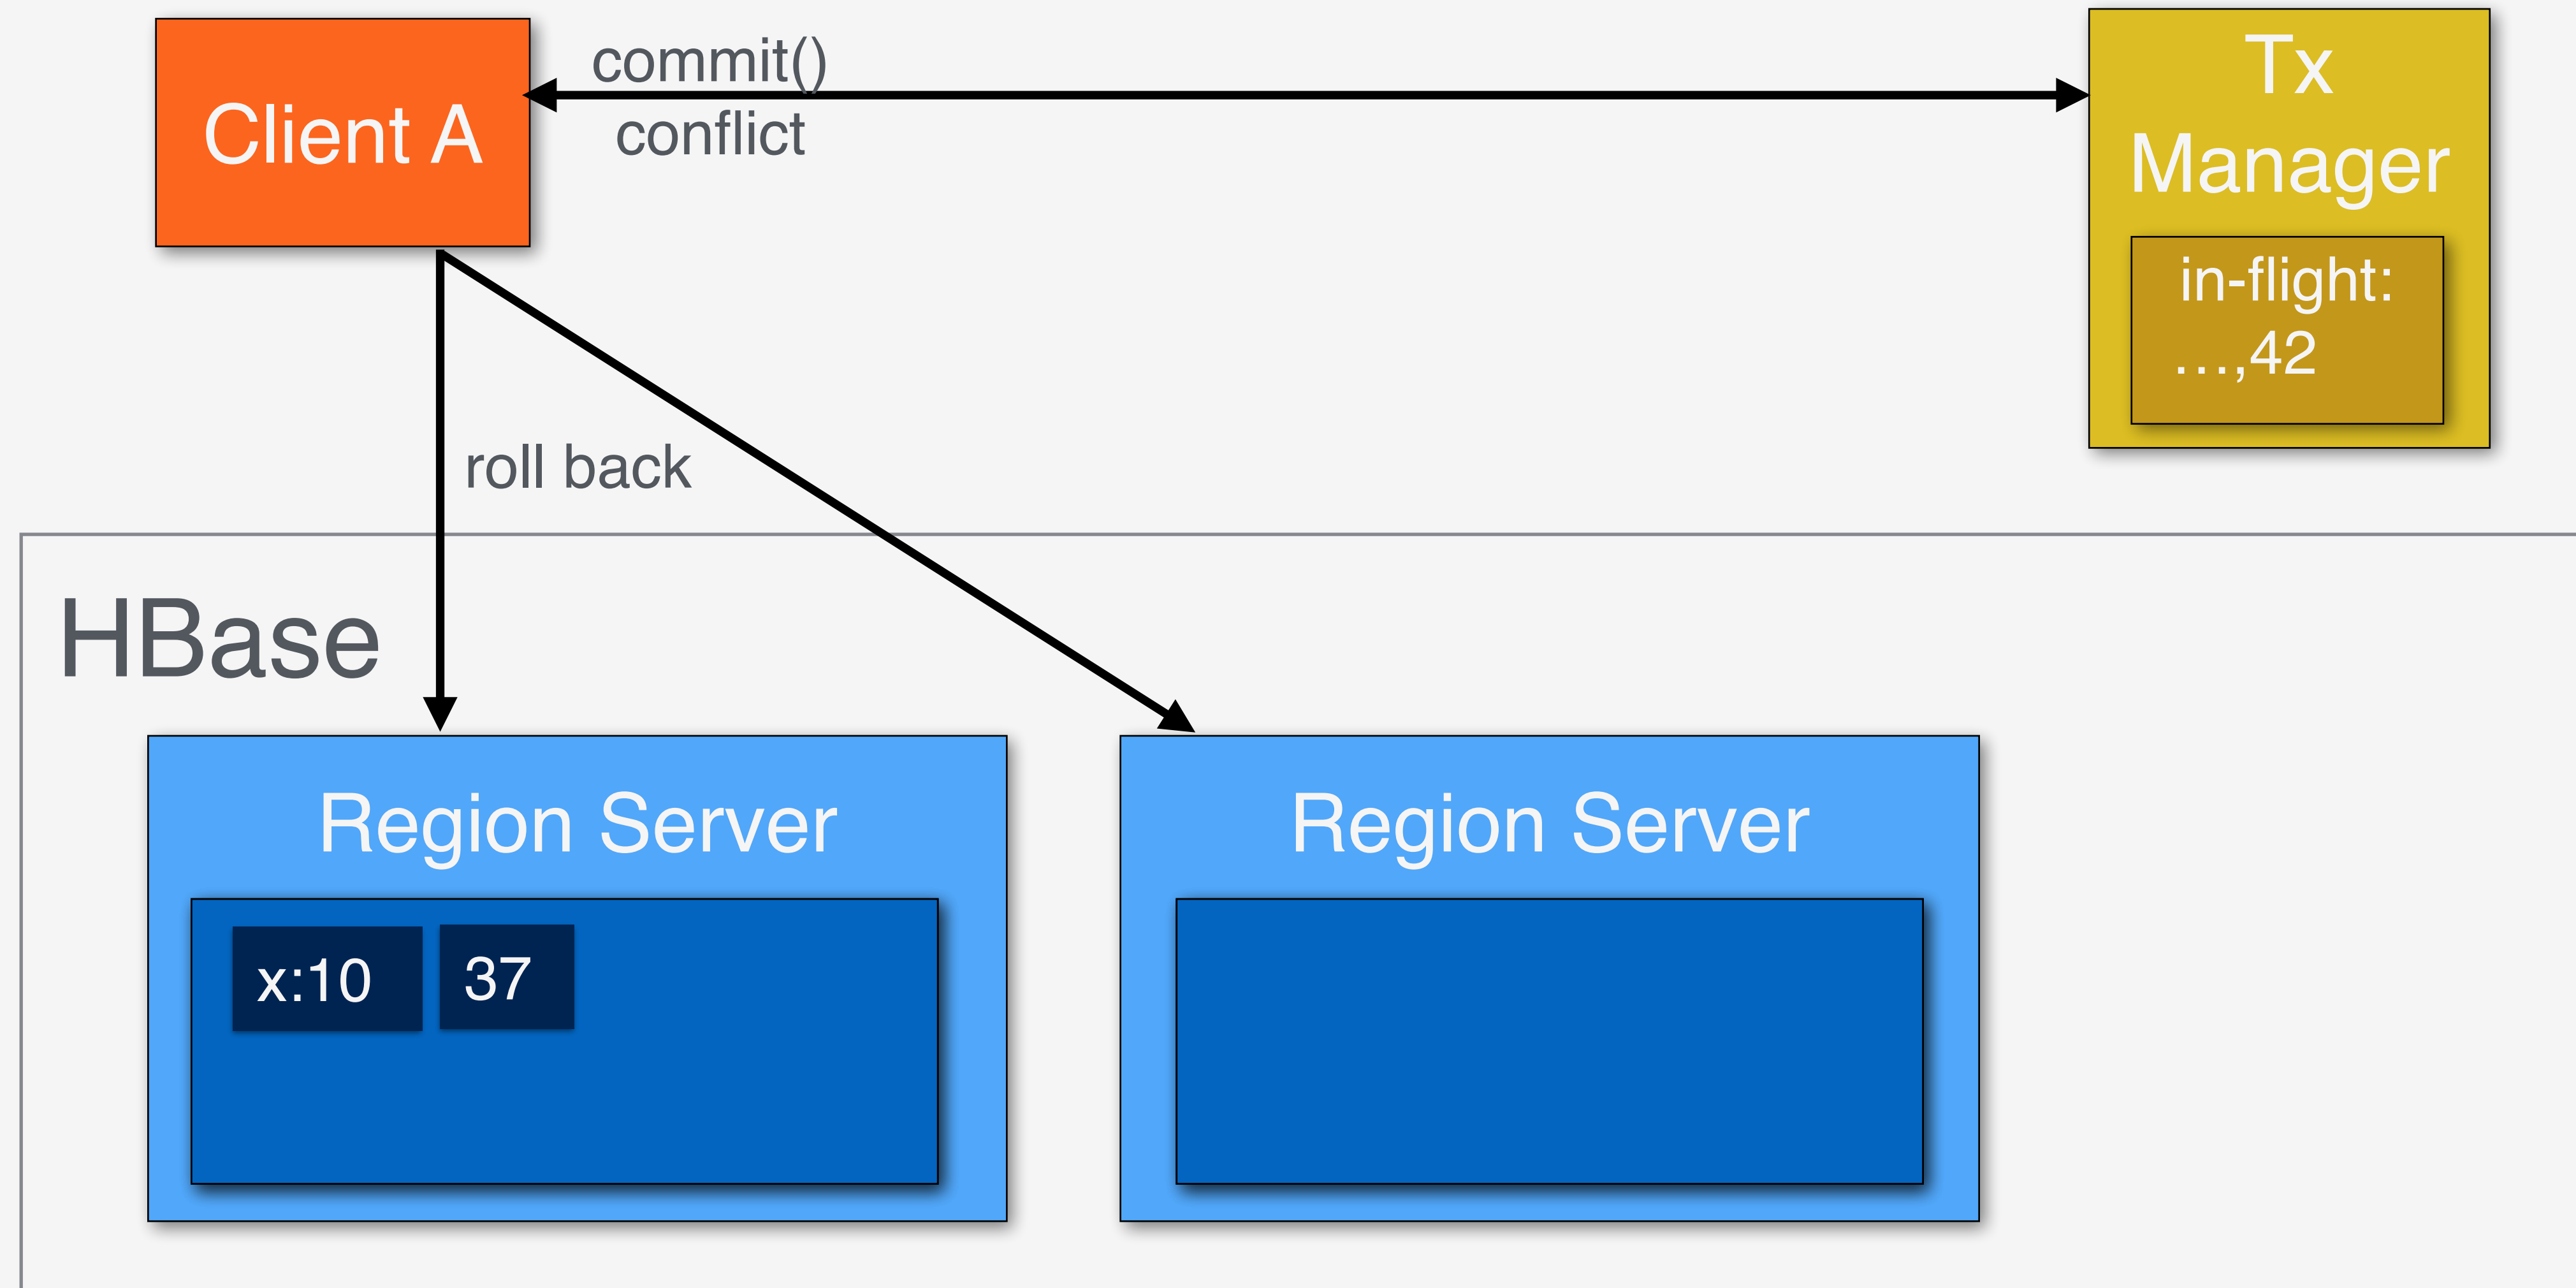 commit()
Client A
conflict
Tx
Manager
in-flight:
…,42
roll back
HBase
Region Server
x:10
37
Region Server